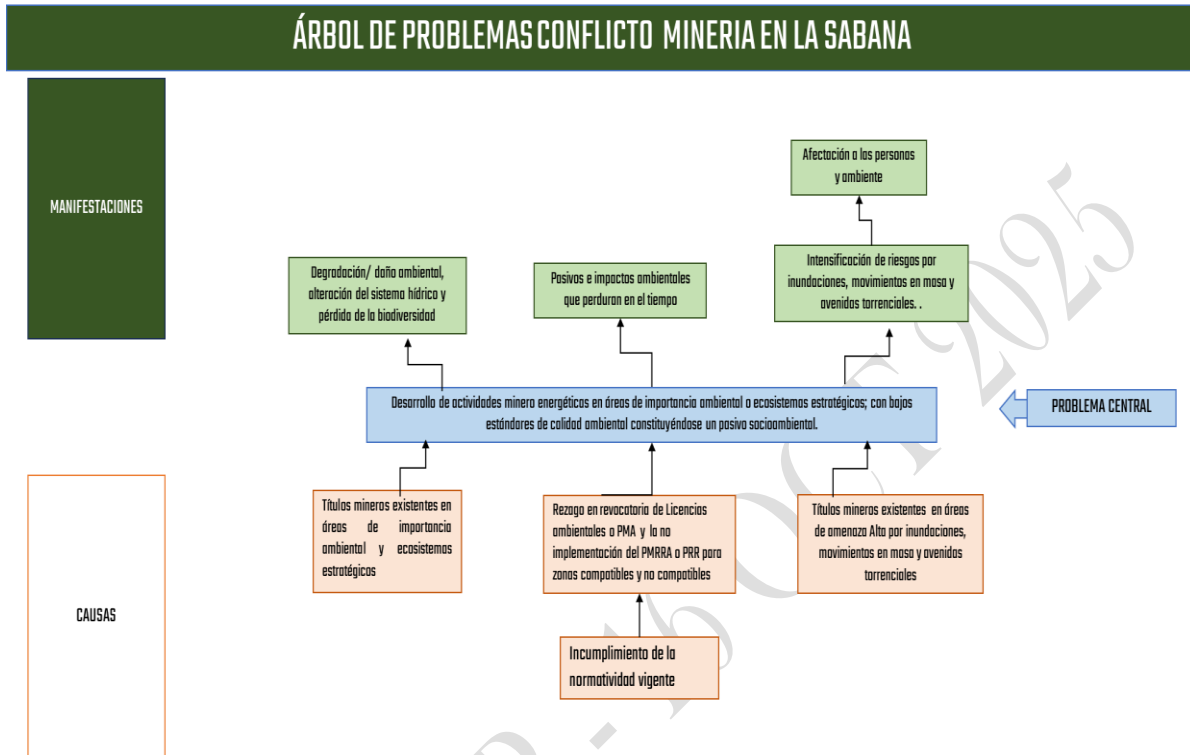 ÁRBOL DE PROBLEMAS CONFLICTO MINERIA EN LA SABANA
MANIFESTACIONES
Afectación a las personas
y ambiente
Degradación/ daño ambiental,
alteración del sistema hídrico y
pérdida de la biodiversidad
Pasivos e impactos ambientales
que perduran en el tiempo
Intensificación de riesgos por
inundaciones, movimientos en masa y
avenidas torrenciales. .
Desarrollo de actividades minera energéticas en áreas de importancia ambiental o ecosistemas estratégicos; con bajos
estándares de calidad ambiental constituyéndose un pasivo socioambiental.
PROBLEMA CENTRAL
Títulos mineros existentes en
áreas de importancia
ambiental y ecosistemas
estratégicos
Rezago en revocatoria de Licencias
ambientales o PMA y la no
implementación del PMRRA o PRR para
zonas compatibles y no compatibles
Títulos mineros existentes en áreas
de amenaza Alta por inundaciones,
movimientos en masa y avenidas
torrenciales
CAUSAS
Incumplimiento de la
normatividad vigente
- 16 OCT 2025